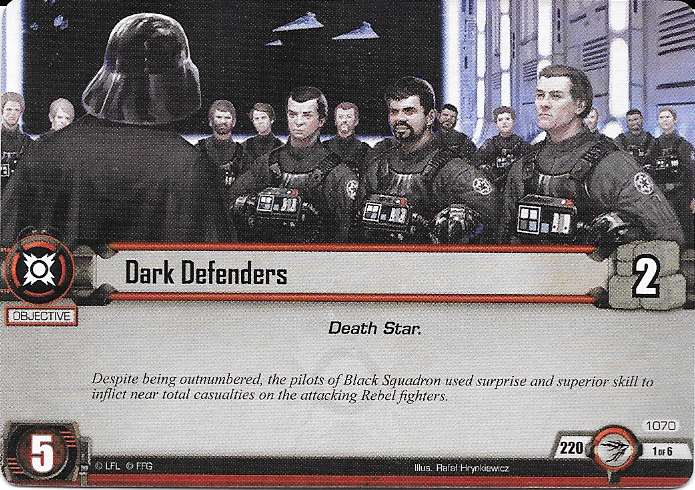 Dark Defenders
2
OBJECTIVE
Death Star.
Despite being outnumbered, the pilots of Black Squadron used surprise and superior skill to
inflict near total casualties on the attacking Rebel fighters.
1070
5
220
1 OF 6
© LFL © FFG
Illus. Rafał Hrynkiewicz